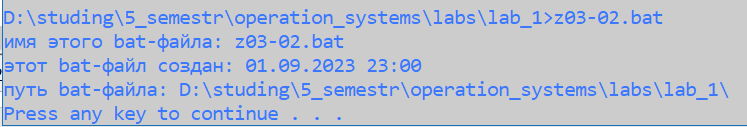 D:\studing\5_semestr\operation_systems\labs\lab_1>z03-02.bat
имя этого bat-файла: z03-02.bat
этот bat-файл создан: 01.09.2023 23:00
путь bat-файла: D:\studing\5_semestr\operation_systems\labs\lab_1\
Press any key to continue . . .